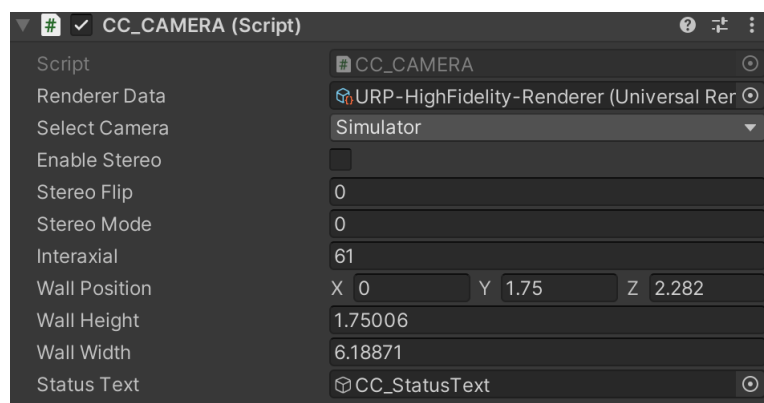 CC_CAMERA (Script)
Script CC_CAMERA
Renderer Data URP-HighFidelity-Renderer (Universal Rer
Select Camera Simulator
Enable Stereo
Stereo Flip 0
Stereo Mode 0
Interaxial 61
Wall Position X 0 Y 1.75 Z 2.282
Wall Height 1.75006
Wall Width 6.18871
Status Text CC_StatusText